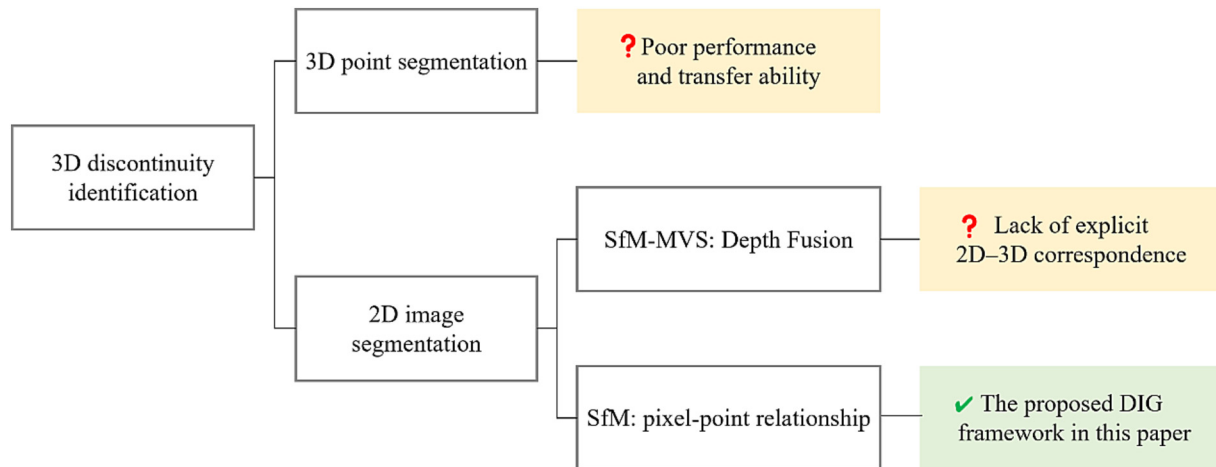 3D point segmentation
? Poor performance
and transfer ability
3D discontinuity
identification
SfM-MVS: Depth Fusion
? Lack of explicit
2D–3D correspondence
2D image
segmentation
SfM: pixel-point relationship
✔ The proposed DIG
framework in this paper